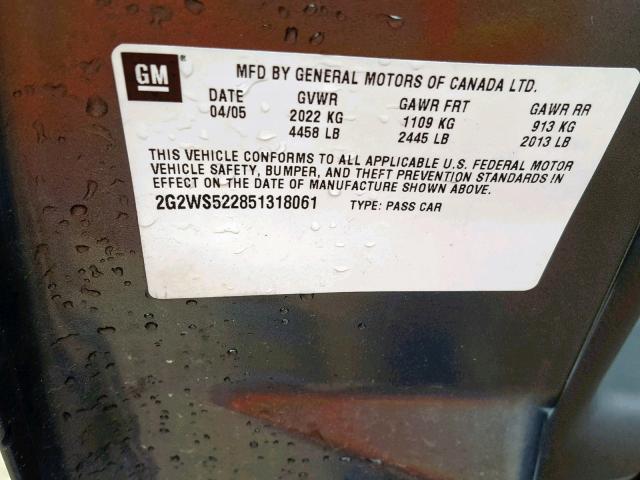 GM®
MFD BY GENERAL MOTORS OF CANADA LTD.
DATE GVWR GAWR FRT GAWR RR
04/05 2022 KG 1109 KG 913 KG
4458 LB 2445 LB 2013 LB
THIS VEHICLE CONFORMS TO ALL APPLICABLE U.S. FEDERAL MOTOR
VEHICLE SAFETY, BUMPER, AND THEFT PREVENTION STANDARDS IN
EFFECT ON THE DATE OF MANUFACTURE SHOWN ABOVE.
2G2WS522851318061 TYPE: PASS CAR